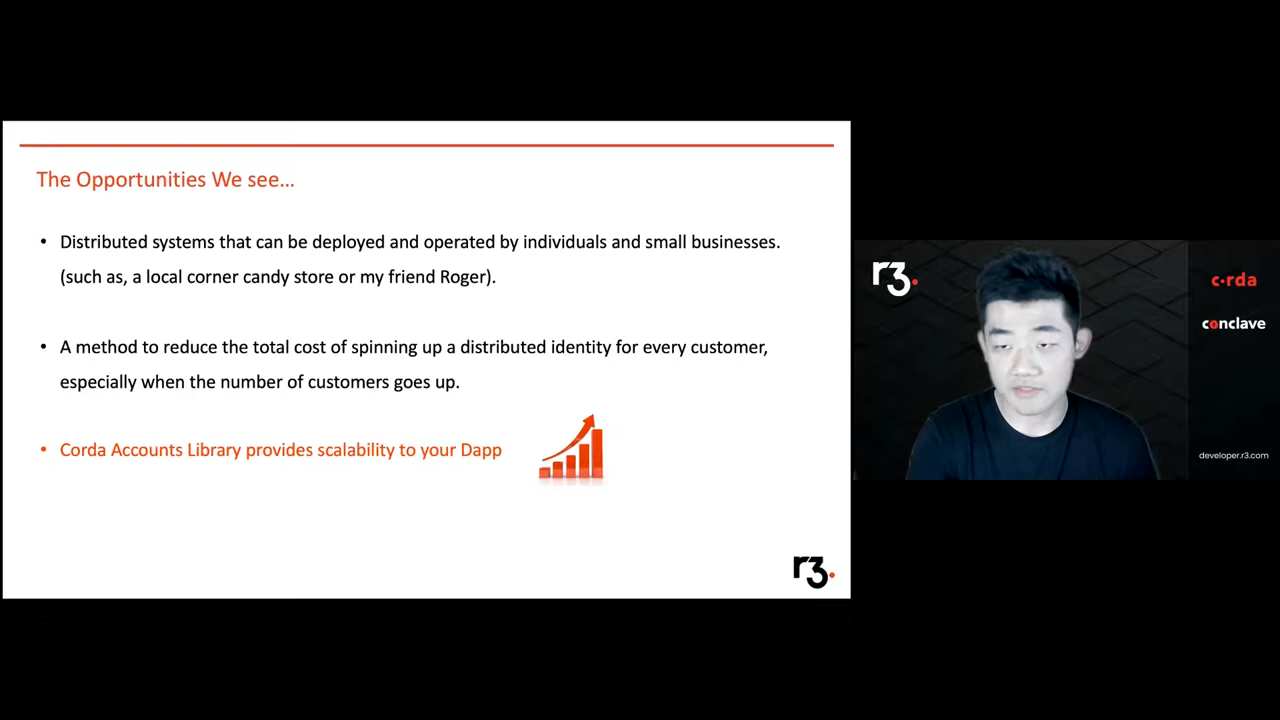 The Opportunities We see...
• Distributed systems that can be deployed and operated by individuals and small businesses.
(such as, a local corner candy store or my friend Roger).
• A method to reduce the total cost of spinning up a distributed identity for every customer,
especially when the number of customers goes up.
• Corda Accounts Library provides scalability to your Dapp
r3.
r3.
c·rda
conclave
developer.r3.com